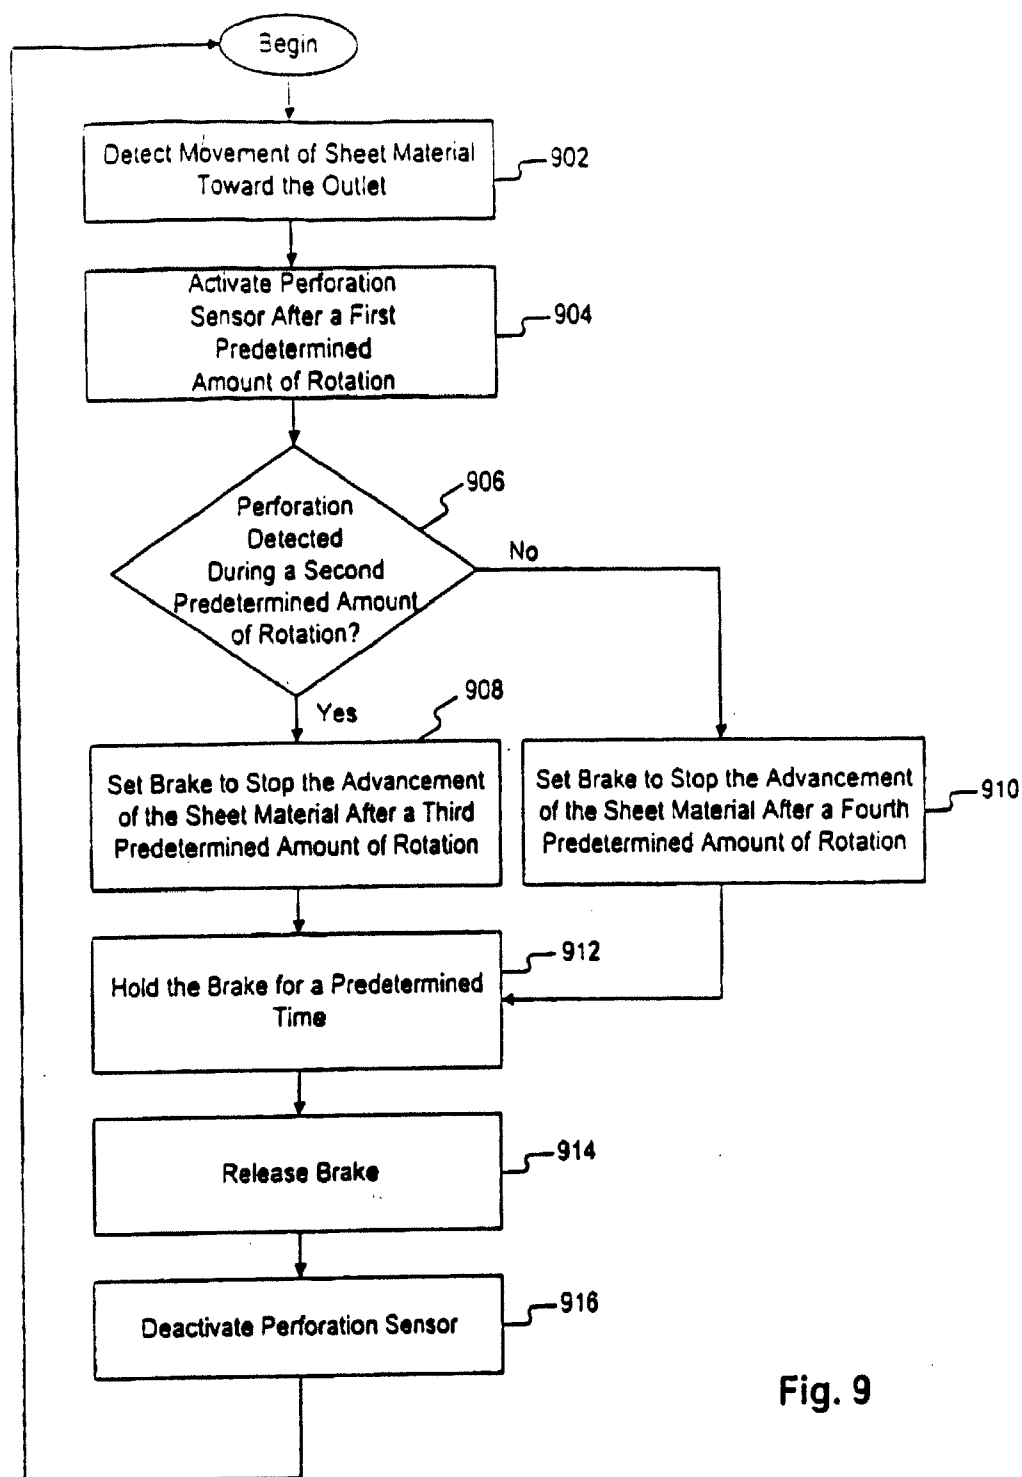 Begin
Detect Movement of Sheet Material
Toward the Outlet
902
Activate Perforation
Sensor After a First
Predetermined
Amount of Rotation
904
Perforation
Detected
During a Second
Predetermined Amount
of Rotation?
906
No
Yes
908
Set Brake to Stop the Advancement
of the Sheet Material After a Third
Predetermined Amount of Rotation
Set Brake to Stop the Advancement
of the Sheet Material After a Fourth
Predetermined Amount of Rotation
910
Hold the Brake for a Predetermined
Time
912
Release Brake
914
Deactivate Perforation Sensor
916
Fig. 9